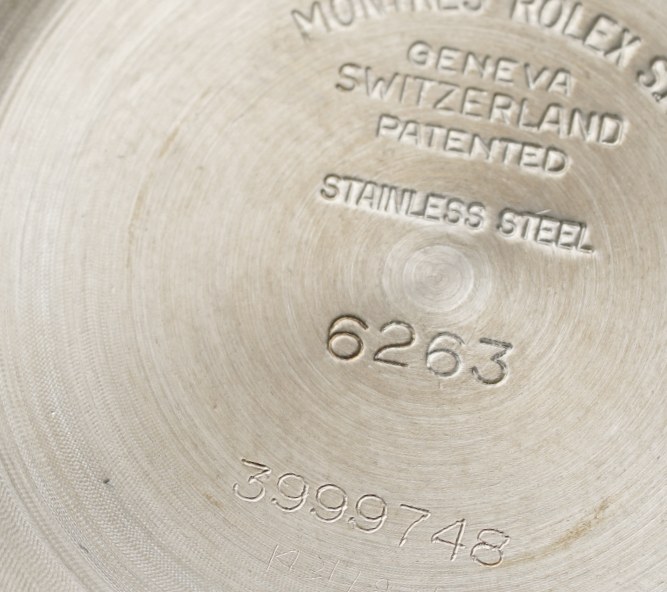 MONTRES ROLEX S.
GENEVA
SWITZERLAND
PATENTED
STAINLESS STEEL
6263
3999748